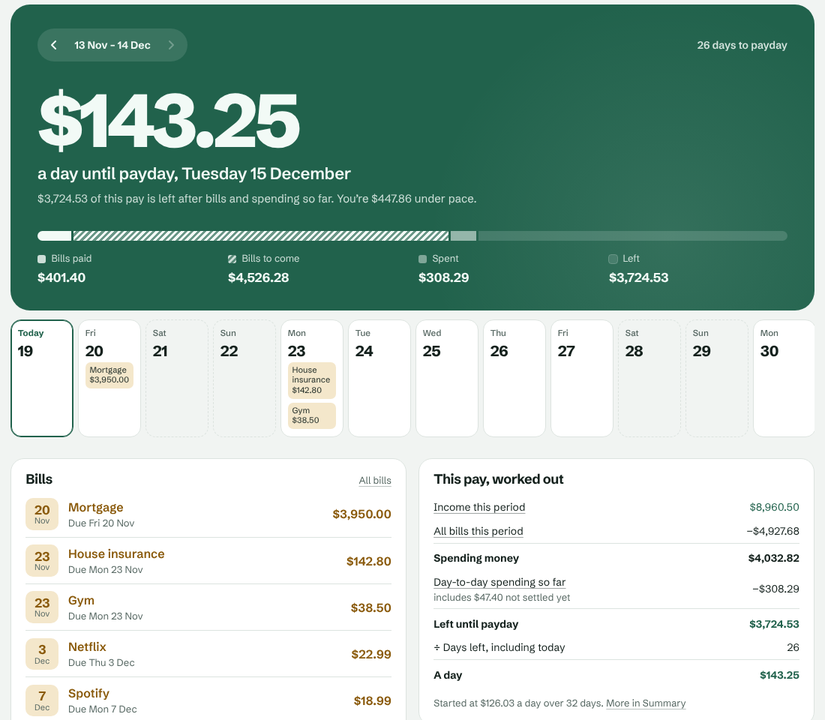 13 Nov – 14 Dec
26 days to payday
$143.25
a day until payday, Tuesday 15 December
$3,724.53 of this pay is left after bills and spending so far. You're $447.86 under pace.
Bills paid
$401.40
Bills to come
$4,526.28
Spent
$308.29
Left
$3,724.53
Today
19
Fri
20
Mortgage
$3,950.00
Sat
21
Sun
22
Mon
23
House
insurance
$142.80
Gym
$38.50
Tue
24
Wed
25
Thu
26
Fri
27
Sat
28
Sun
29
Mon
30
Bills
All bills
20
Nov
Mortgage
Due Fri 20 Nov
$3,950.00
23
Nov
House insurance
Due Mon 23 Nov
$142.80
23
Nov
Gym
Due Mon 23 Nov
$38.50
3
Dec
Netflix
Due Thu 3 Dec
$22.99
7
Dec
Spotify
Due Mon 7 Dec
$18.99
This pay, worked out
Income this period
$8,960.50
All bills this period
−$4,927.68
Spending money
$4,032.82
Day-to-day spending so far
includes $47.40 not settled yet
−$308.29
Left until payday
$3,724.53
÷ Days left, including today
26
A day
$143.25
Started at $126.03 a day over 32 days. More in Summary